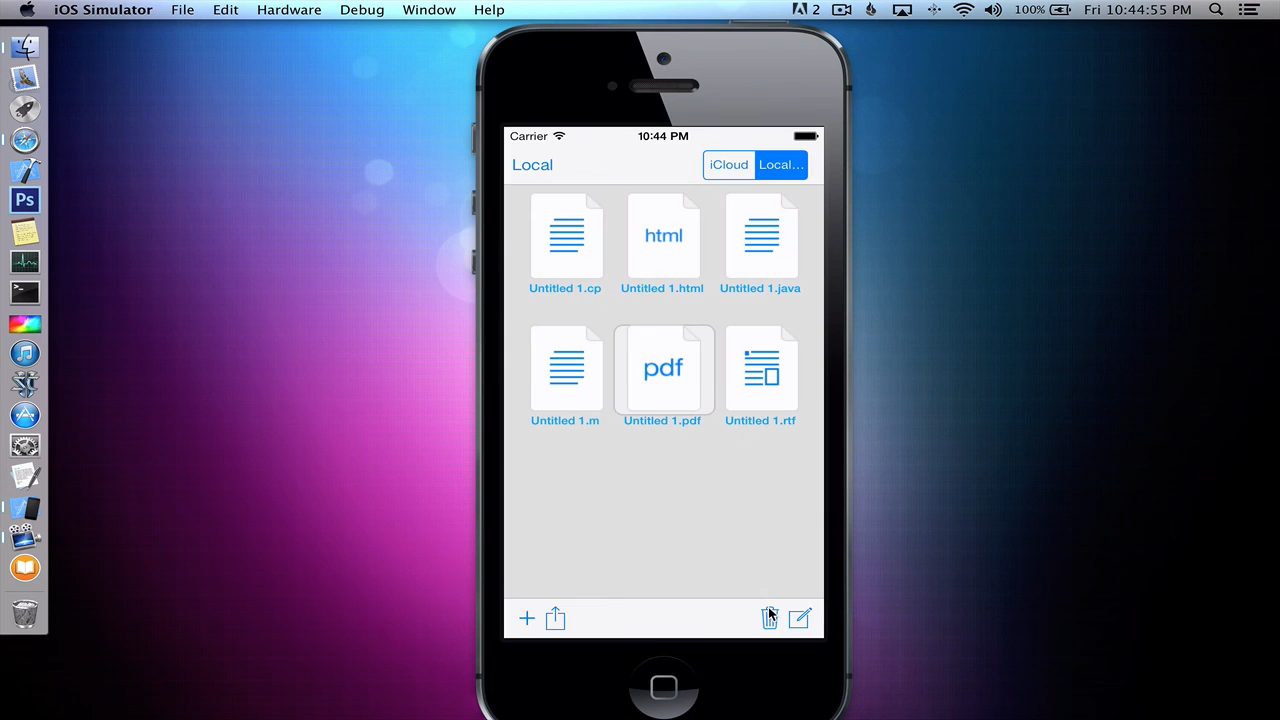 iOS Simulator File Edit Hardware Debug Window Help 2 100% Fri 10:44:55 PM
Ps
Carrier 10:44 PM
Local iCloud Local...
html
Untitled 1.cp Untitled 1.html Untitled 1.java
pdf
Untitled 1.m Untitled 1.pdf Untitled 1.rtf